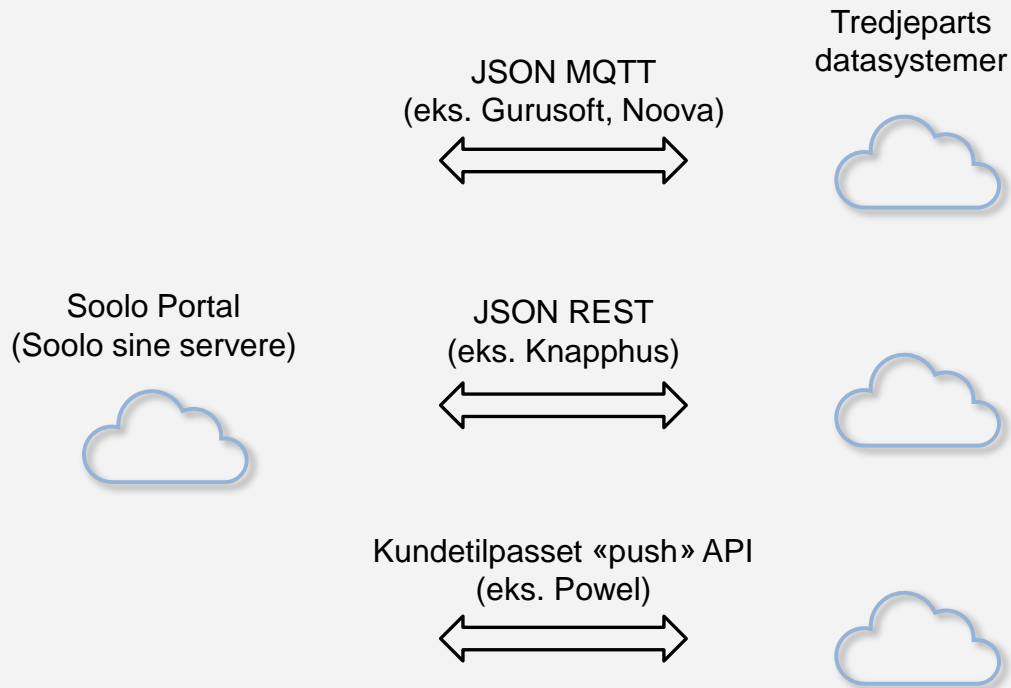 Tredjeparts
datasystemer
JSON MQTT
(eks. Gurusoft, Noova)
Soolo Portal
(Soolo sine servere)
JSON REST
(eks. Knapphus)
Kundetilpasset «push» API
(eks. Powel)